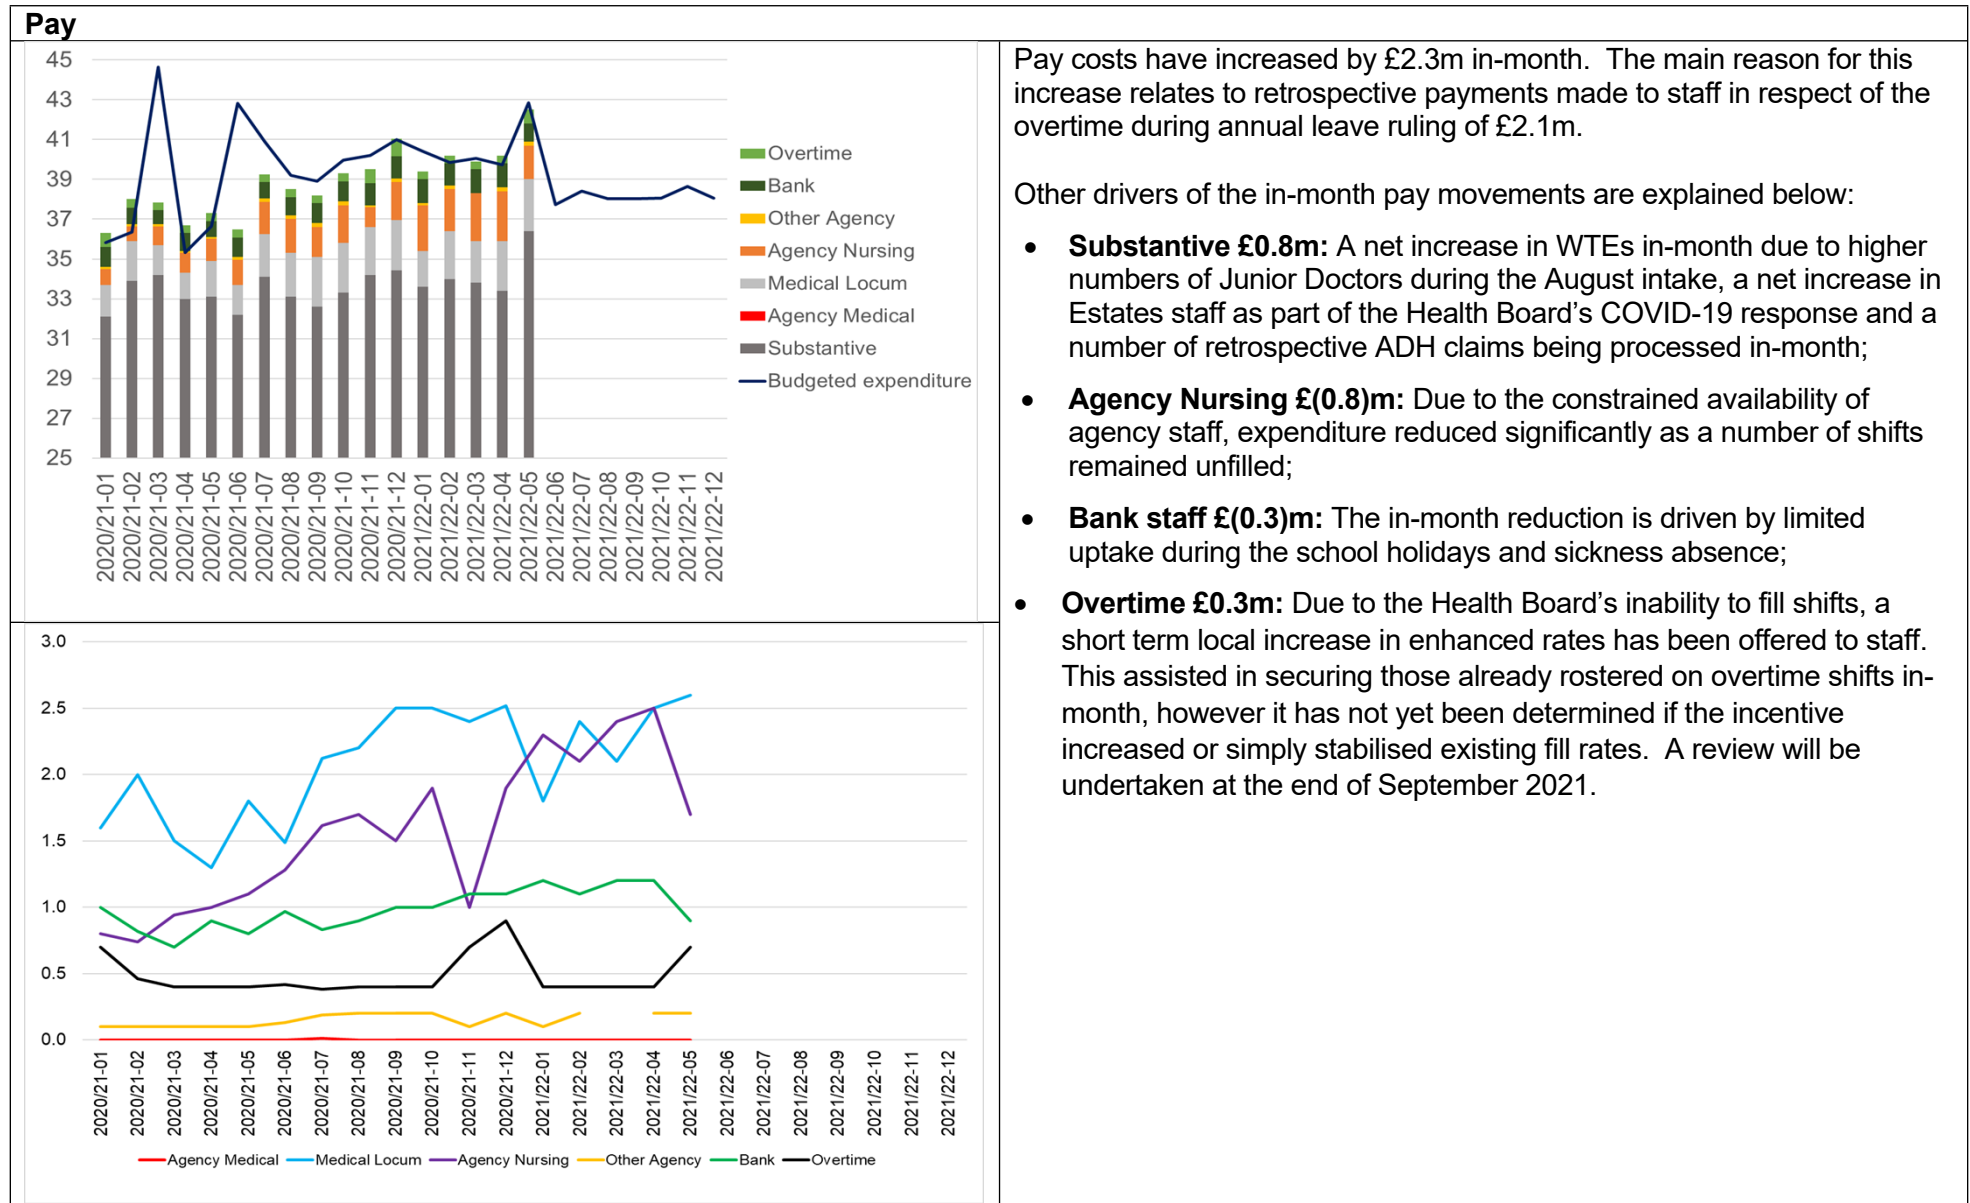 Pay
45
43
41
39
37
35
33
31
29
27
25
2020/21-01
2020/21-02
2020/21-03
2020/21-04
2020/21-05
2020/21-06
2020/21-07
2020/21-08
2020/21-09
2020/21-10
2020/21-11
2020/21-12
2021/22-01
2021/22-02
2021/22-03
2021/22-04
2021/22-05
2021/22-06
2021/22-07
2021/22-08
2021/22-09
2021/22-10
2021/22-11
2021/22-12
Overtime
Bank
Other Agency
Agency Nursing
Medical Locum
Agency Medical
Substantive
Budgeted expenditure
3.0
2.5
2.0
1.5
1.0
0.5
0.0
2020/21-01
2020/21-02
2020/21-03
2020/21-04
2020/21-05
2020/21-06
2020/21-07
2020/21-08
2020/21-09
2020/21-10
2020/21-11
2020/21-12
2021/22-01
2021/22-02
2021/22-03
2021/22-04
2021/22-05
2021/22-06
2021/22-07
2021/22-08
2021/22-09
2021/22-10
2021/22-11
2021/22-12
Agency Medical Medical Locum Agency Nursing Other Agency Bank Overtime
Pay costs have increased by £2.3m in-month. The main reason for this
increase relates to retrospective payments made to staff in respect of the
overtime during annual leave ruling of £2.1m.
Other drivers of the in-month pay movements are explained below:
• Substantive £0.8m: A net increase in WTEs in-month due to higher
numbers of Junior Doctors during the August intake, a net increase in
Estates staff as part of the Health Board’s COVID-19 response and a
number of retrospective ADH claims being processed in-month;
• Agency Nursing £(0.8)m: Due to the constrained availability of
agency staff, expenditure reduced significantly as a number of shifts
remained unfilled;
• Bank staff £(0.3)m: The in-month reduction is driven by limited
uptake during the school holidays and sickness absence;
• Overtime £0.3m: Due to the Health Board’s inability to fill shifts, a
short term local increase in enhanced rates has been offered to staff.
This assisted in securing those already rostered on overtime shifts in-
month, however it has not yet been determined if the incentive
increased or simply stabilised existing fill rates. A review will be
undertaken at the end of September 2021.